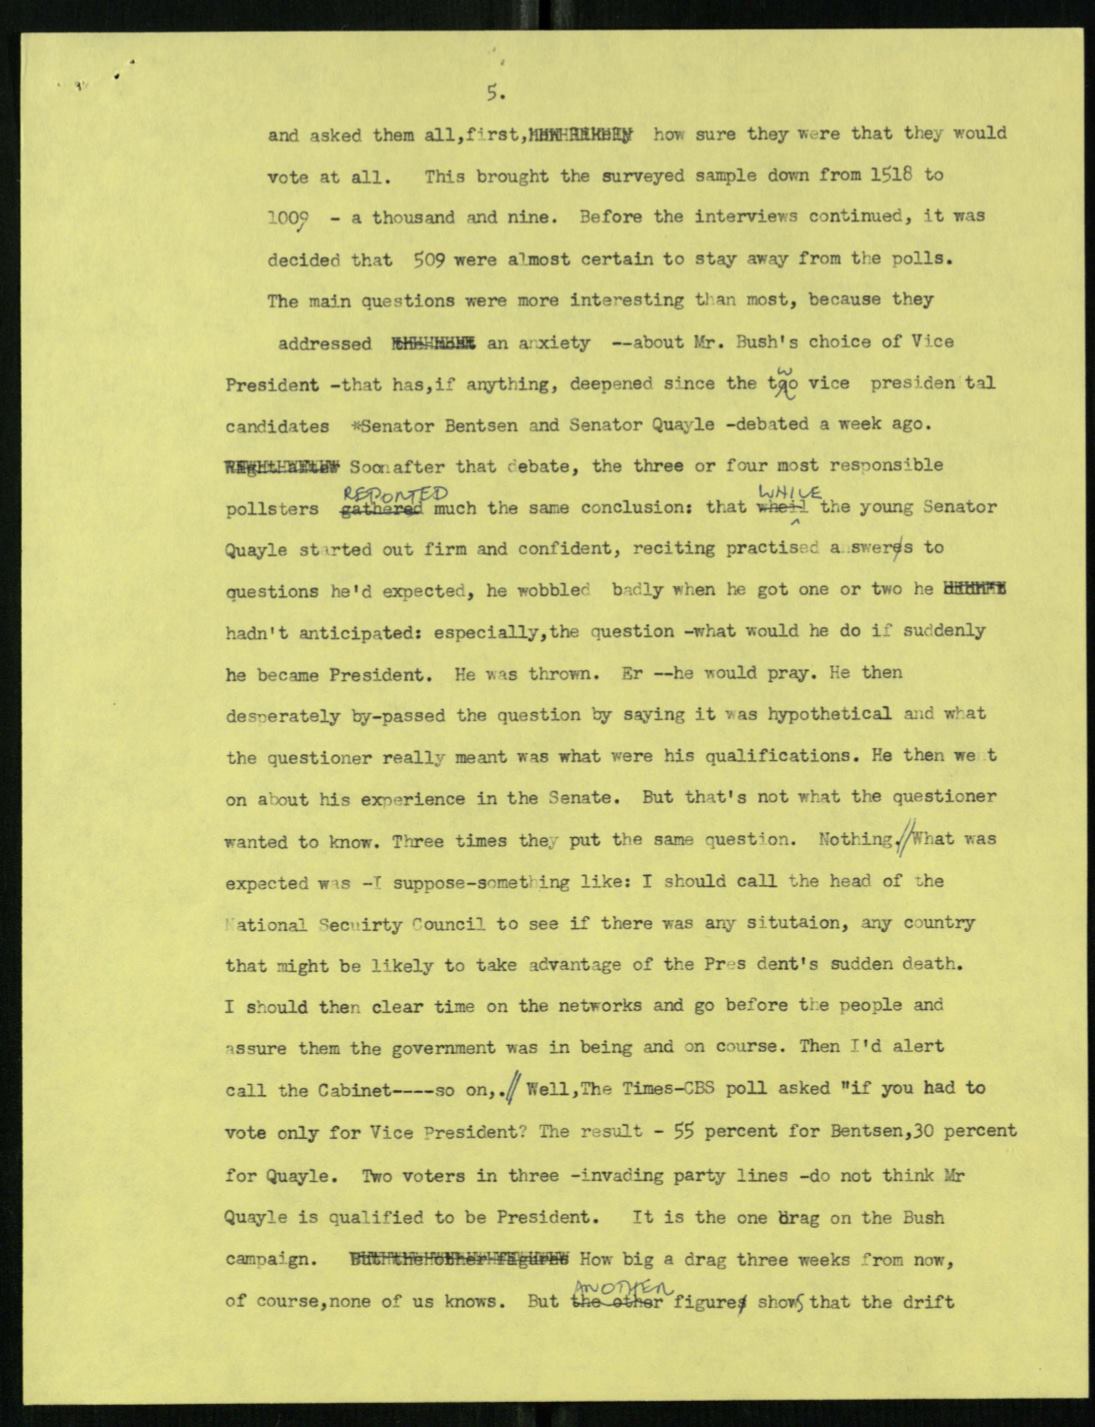 5.
and asked them all,first, how sure they were that they would
vote at all. This brought the surveyed sample down from 1518 to
1009 - a thousand and nine. Before the interviews continued, it was
decided that 509 were almost certain to stay away from the polls.
The main questions were more interesting than most, because they
addressed an anxiety --about Mr. Bush's choice of Vice
President -that has,if anything, deepened since the two vice presidental
candidates *Senator Bentsen and Senator Quayle -debated a week ago.
Right after Soon after that debate, the three or four most responsible
pollsters gathered REPORTED much the same conclusion: that WHILE the young Senator
Quayle started out firm and confident, reciting practised answers to
questions he'd expected, he wobbled badly when he got one or two he
hadn't anticipated: especially,the question -what would he do if suddenly
he became President. He was thrown. Er --he would pray. He then
desperately by-passed the question by saying it was hypothetical and what
the questioner really meant was what were his qualifications. He then went
on about his experience in the Senate. But that's not what the questioner
wanted to know. Three times they put the same question. Nothing.//What was
expected was -I suppose-something like: I should call the head of the
National Secuirty Council to see if there was any situtaion, any country
that might be likely to take advantage of the President's sudden death.
I should then clear time on the networks and go before the people and
assure them the government was in being and on course. Then I'd alert
call the Cabinet----so on,.// Well,The Times-CBS poll asked "if you had to
vote only for Vice President? The result - 55 percent for Bentsen,30 percent
for Quayle. Two voters in three -invading party lines -do not think Mr
Quayle is qualified to be President. It is the one drag on the Bush
campaign. But the other figures How big a drag three weeks from now,
of course,none of us knows. But the other ANOTHER figure shows that the drift